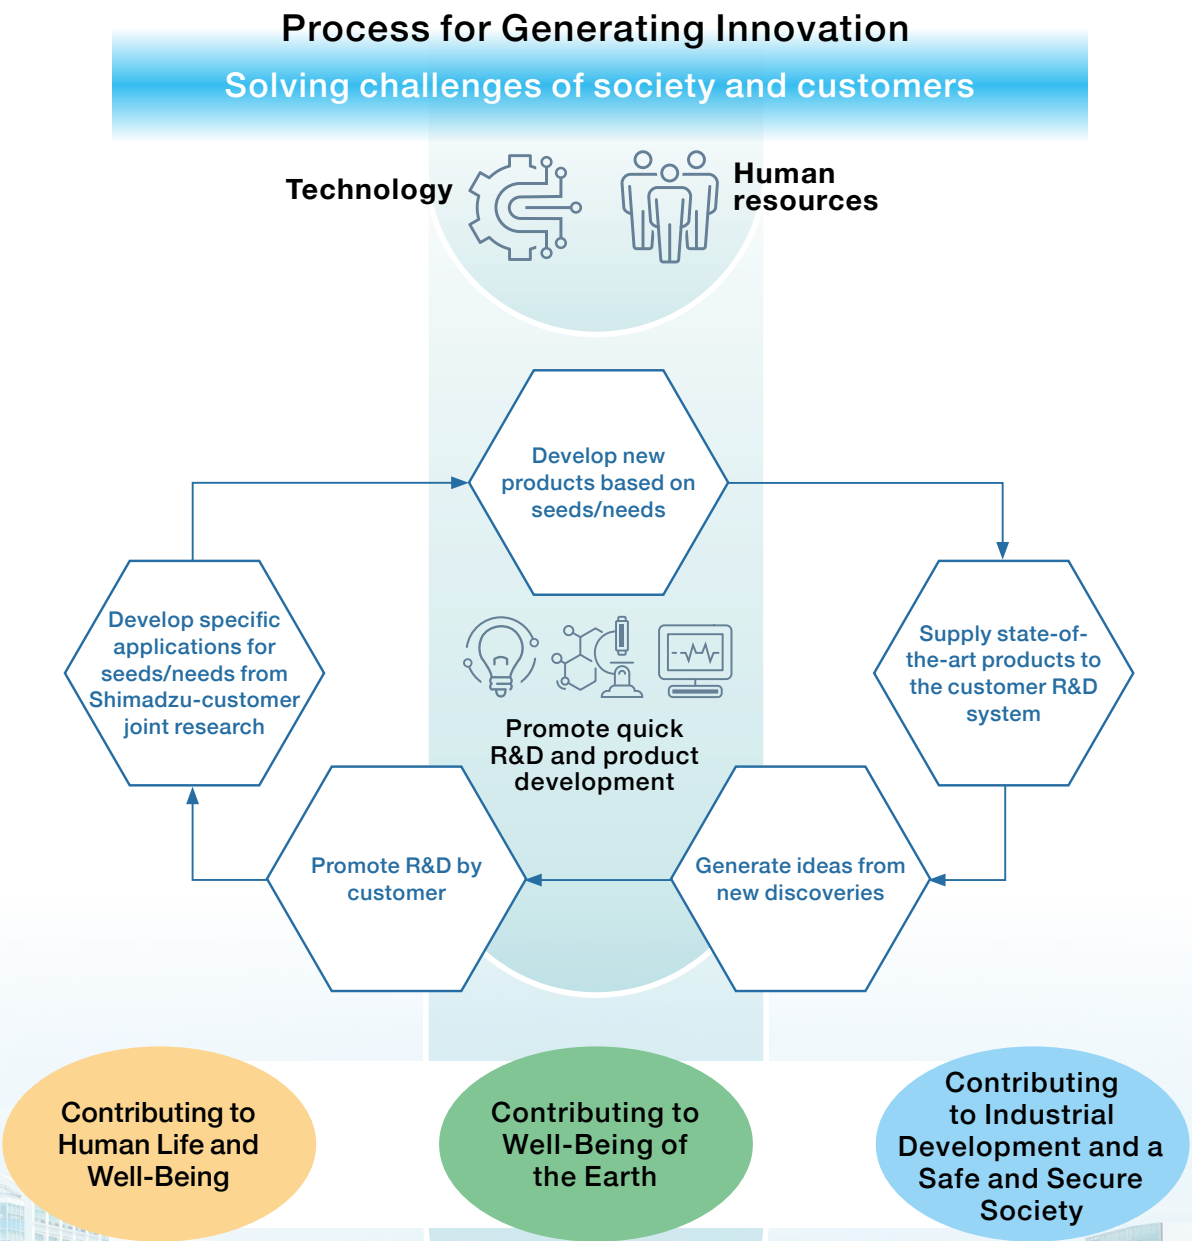 Process for Generating Innovation
Solving challenges of society and customers
Technology
Human
resources
Develop new
products based on
seeds/needs
Develop specific
applications for
seeds/needs from
Shimadzu-customer
joint research
Supply state-of-
the-art products to
the customer R&D
system
Promote quick
R&D and product
development
Promote R&D by
customer
Generate ideas from
new discoveries
Contributing to
Human Life and
Well-Being
Contributing to
Well-Being of
the Earth
Contributing
to Industrial
Development and a
Safe and Secure
Society